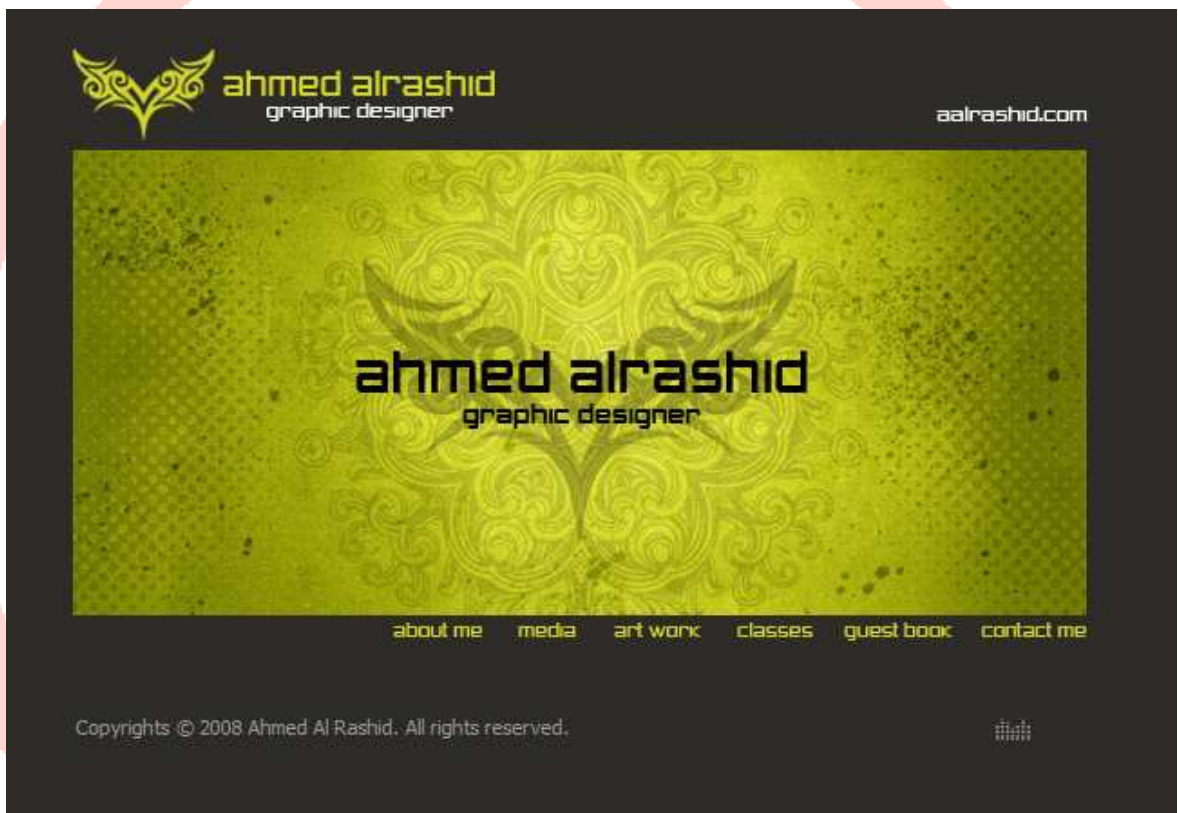 ahmed alrashid
graphic designer
aalrashid.com
ahmed alrashid
graphic designer
about me media art work classes guest book contact me
Copyrights © 2008 Ahmed Al Rashid. All rights reserved.